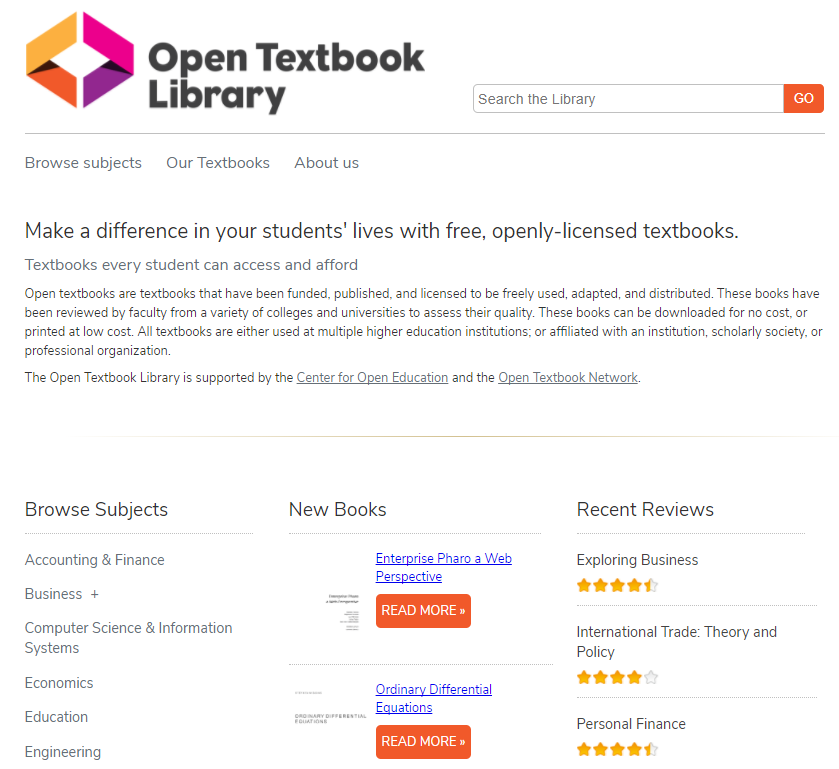 Open Textbook
Library
Search the Library
GO
Browse subjects
Our Textbooks
About us
Make a difference in your students' lives with free, openly-licensed textbooks.
Textbooks every student can access and afford
Open textbooks are textbooks that have been funded, published, and licensed to be freely used, adapted, and distributed. These books have
been reviewed by faculty from a variety of colleges and universities to assess their quality. These books can be downloaded for no cost, or
printed at low cost. All textbooks are either used at multiple higher education institutions; or affiliated with an institution, scholarly society, or
professional organization.
The Open Textbook Library is supported by the Center for Open Education and the Open Textbook Network.
Browse Subjects
Accounting & Finance
Business +
Computer Science & Information
Systems
Economics
Education
Engineering
New Books
Enterprise Pharo
a Web Perspective
Enterprise Pharo a Web
Perspective
READ MORE »
ORDINARY DIFFERENTIAL
EQUATIONS
Ordinary Differential
Equations
READ MORE »
Recent Reviews
Exploring Business
International Trade: Theory and
Policy
Personal Finance